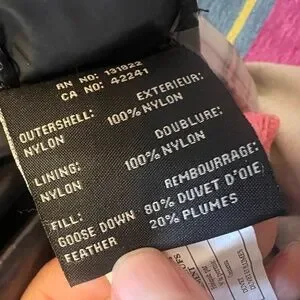 RN NO: 131822
CA NO: 42241
OUTERSHELL: EXTERIEUR:
NYLON 100% NYLON
LINING: DOUBLURE:
NYLON 100% NYLON
FILL: REMBOURRAGE:
GOOSE DOWN 80% DUVET D'OIE
FEATHER 20% PLUMES